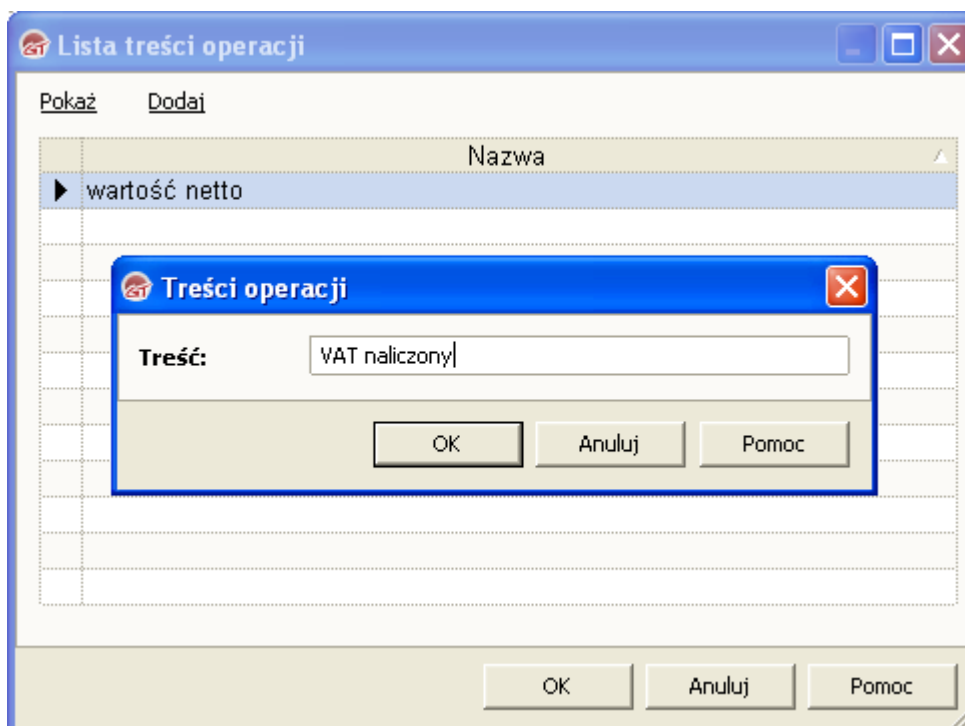 Lista treści operacji
Pokaż Dodaj
Nazwa
wartość netto
Treści operacji
Treść: VAT naliczony
OK Anuluj Pomoc
OK Anuluj Pomoc